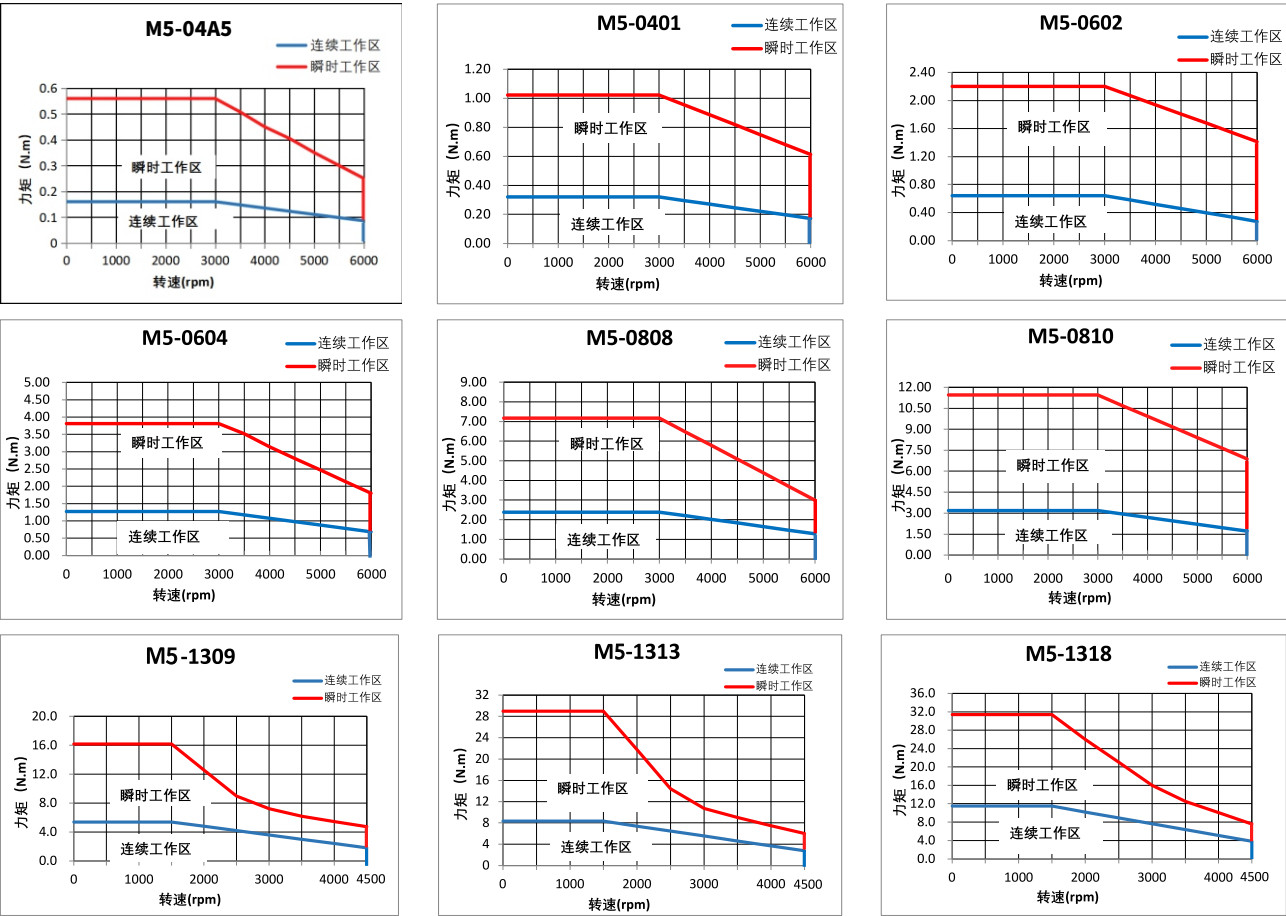 M5-04A5
连续工作区
瞬时工作区
0.6
0.5
0.4
0.3
0.2
0.1
0
力矩 (N.m)
瞬时工作区
连续工作区
0 1000 2000 3000 4000 5000 6000
转速(rpm)
M5-0401
连续工作区
瞬时工作区
1.20
1.00
0.80
0.60
0.40
0.20
0.00
力矩 (N.m)
瞬时工作区
连续工作区
0 1000 2000 3000 4000 5000 6000
转速(rpm)
M5-0602
连续工作区
瞬时工作区
2.40
2.00
1.60
1.20
0.80
0.40
0.00
力矩 (N.m)
瞬时工作区
连续工作区
0 1000 2000 3000 4000 5000 6000
转速(rpm)
M5-0604
连续工作区
瞬时工作区
5.00
4.50
4.00
3.50
3.00
2.50
2.00
1.50
1.00
0.50
0.00
力矩 (N.m)
瞬时工作区
连续工作区
0 1000 2000 3000 4000 5000 6000
转速(rpm)
M5-0808
连续工作区
瞬时工作区
9.00
8.00
7.00
6.00
5.00
4.00
3.00
2.00
1.00
0.00
力矩 (N.m)
瞬时工作区
连续工作区
0 1000 2000 3000 4000 5000 6000
转速(rpm)
M5-0810
连续工作区
瞬时工作区
12.00
10.50
9.00
7.50
6.00
4.50
3.00
1.50
0.00
力矩 (N.m)
瞬时工作区
连续工作区
0 1000 2000 3000 4000 5000 6000
转速(rpm)
M5-1309
连续工作区
瞬时工作区
20.0
16.0
12.0
8.0
4.0
0.0
力矩 (N.m)
瞬时工作区
连续工作区
0 1000 2000 3000 4000 4500
转速(rpm)
M5-1313
连续工作区
瞬时工作区
32
28
24
20
16
12
8
4
0
力矩 (N.m)
瞬时工作区
连续工作区
0 1000 2000 3000 4000 4500
转速(rpm)
M5-1318
连续工作区
瞬时工作区
36.0
32.0
28.0
24.0
20.0
16.0
12.0
8.0
4.0
0.0
力矩 (N.m)
瞬时工作区
连续工作区
0 1000 2000 3000 4000 4500
转速(rpm)